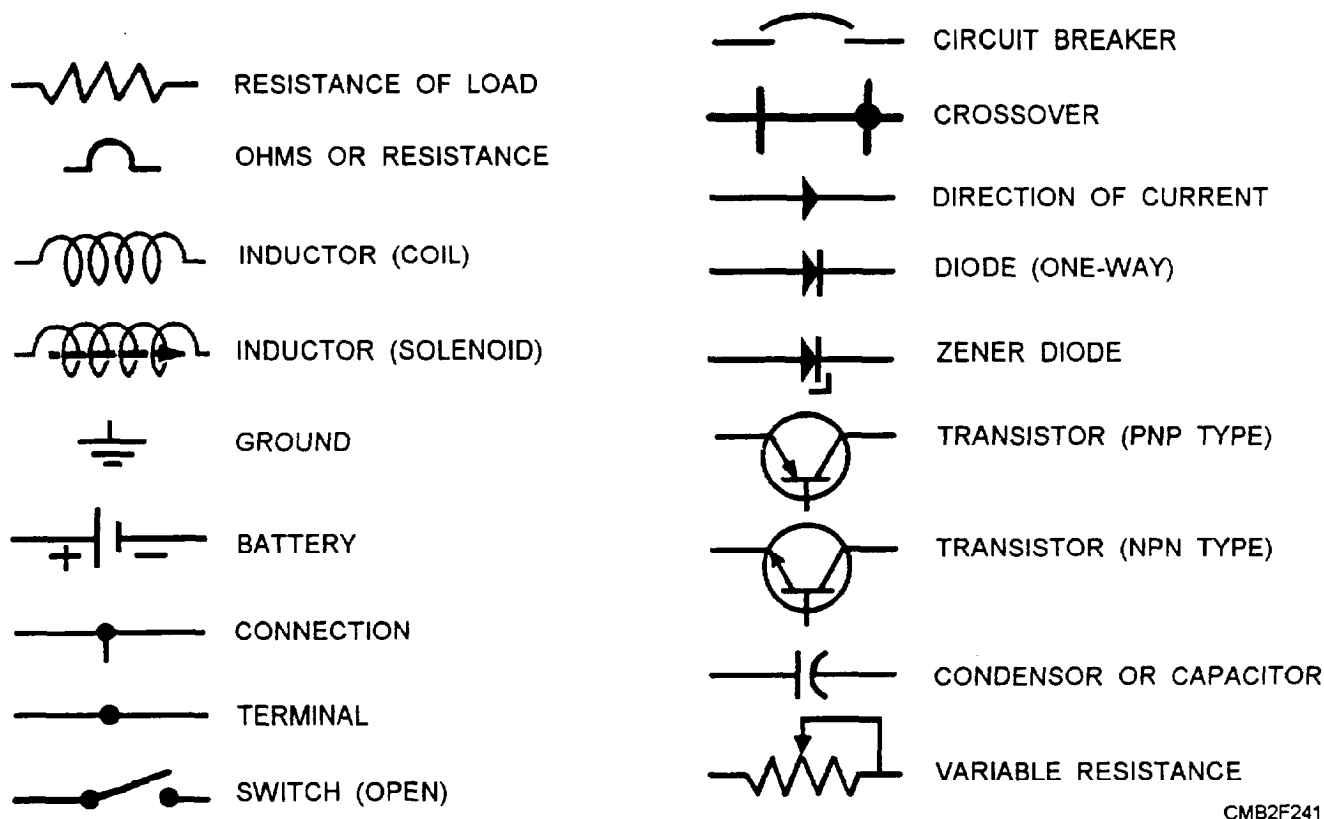 RESISTANCE OF LOAD
OHMS OR RESISTANCE
INDUCTOR (COIL)
INDUCTOR (SOLENOID)
GROUND
+ −
BATTERY
CONNECTION
TERMINAL
SWITCH (OPEN)
CIRCUIT BREAKER
CROSSOVER
DIRECTION OF CURRENT
DIODE (ONE-WAY)
ZENER DIODE
TRANSISTOR (PNP TYPE)
TRANSISTOR (NPN TYPE)
CONDENSOR OR CAPACITOR
VARIABLE RESISTANCE
CMB2F241